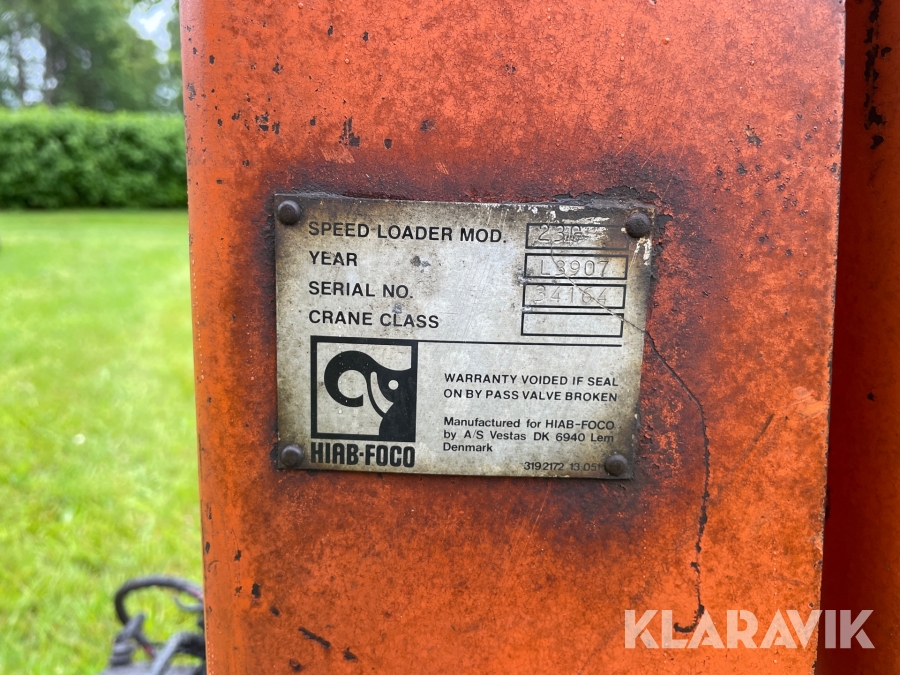 SPEED LOADER MOD.
YEAR L3907
SERIAL NO. 34164
CRANE CLASS
WARRANTY VOIDED IF SEAL
ON BY PASS VALVE BROKEN
Manufactured for HIAB-FOCO
by A/S Vestas DK 6940 Lem
Denmark
HIAB-FOCO
3192172
KLARAVIK